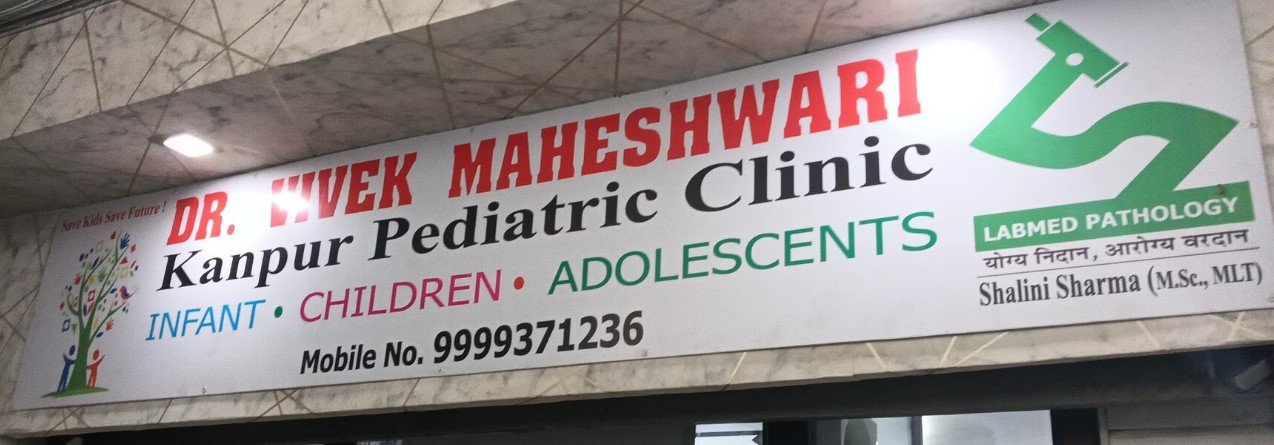 Save Kids Save Future !
DR. VIVEK MAHESHWARI
Kanpur Pediatric Clinic
INFANT • CHILDREN • ADOLESCENTS
Mobile No. 9999371236
LABMED PATHOLOGY
योग्य निदान, आरोग्य वरदान
Shalini Sharma (M.Sc., MLT)